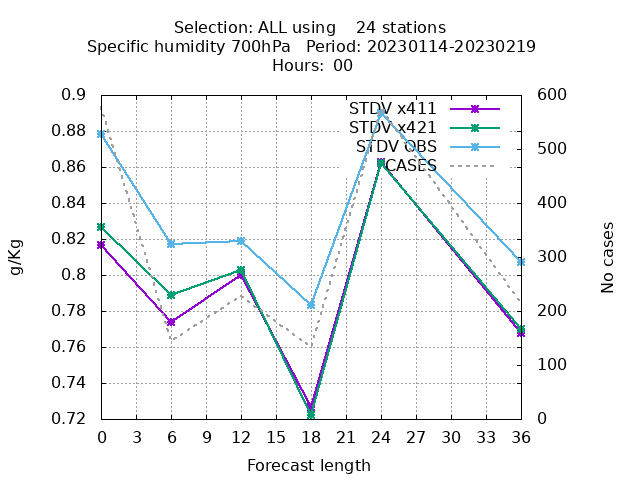 Selection: ALL using 24 stations
Specific humidity 700hPa Period: 20230114-20230219
Hours: 00
0.9
0.88
0.86
0.84
0.82
0.8
0.78
0.76
0.74
0.72
g/Kg
STDV x411
STDV x421
STDV OBS
CASES
600
500
400
300
200
100
0
No cases
0 3 6 9 12 15 18 21 24 27 30 33 36
Forecast length